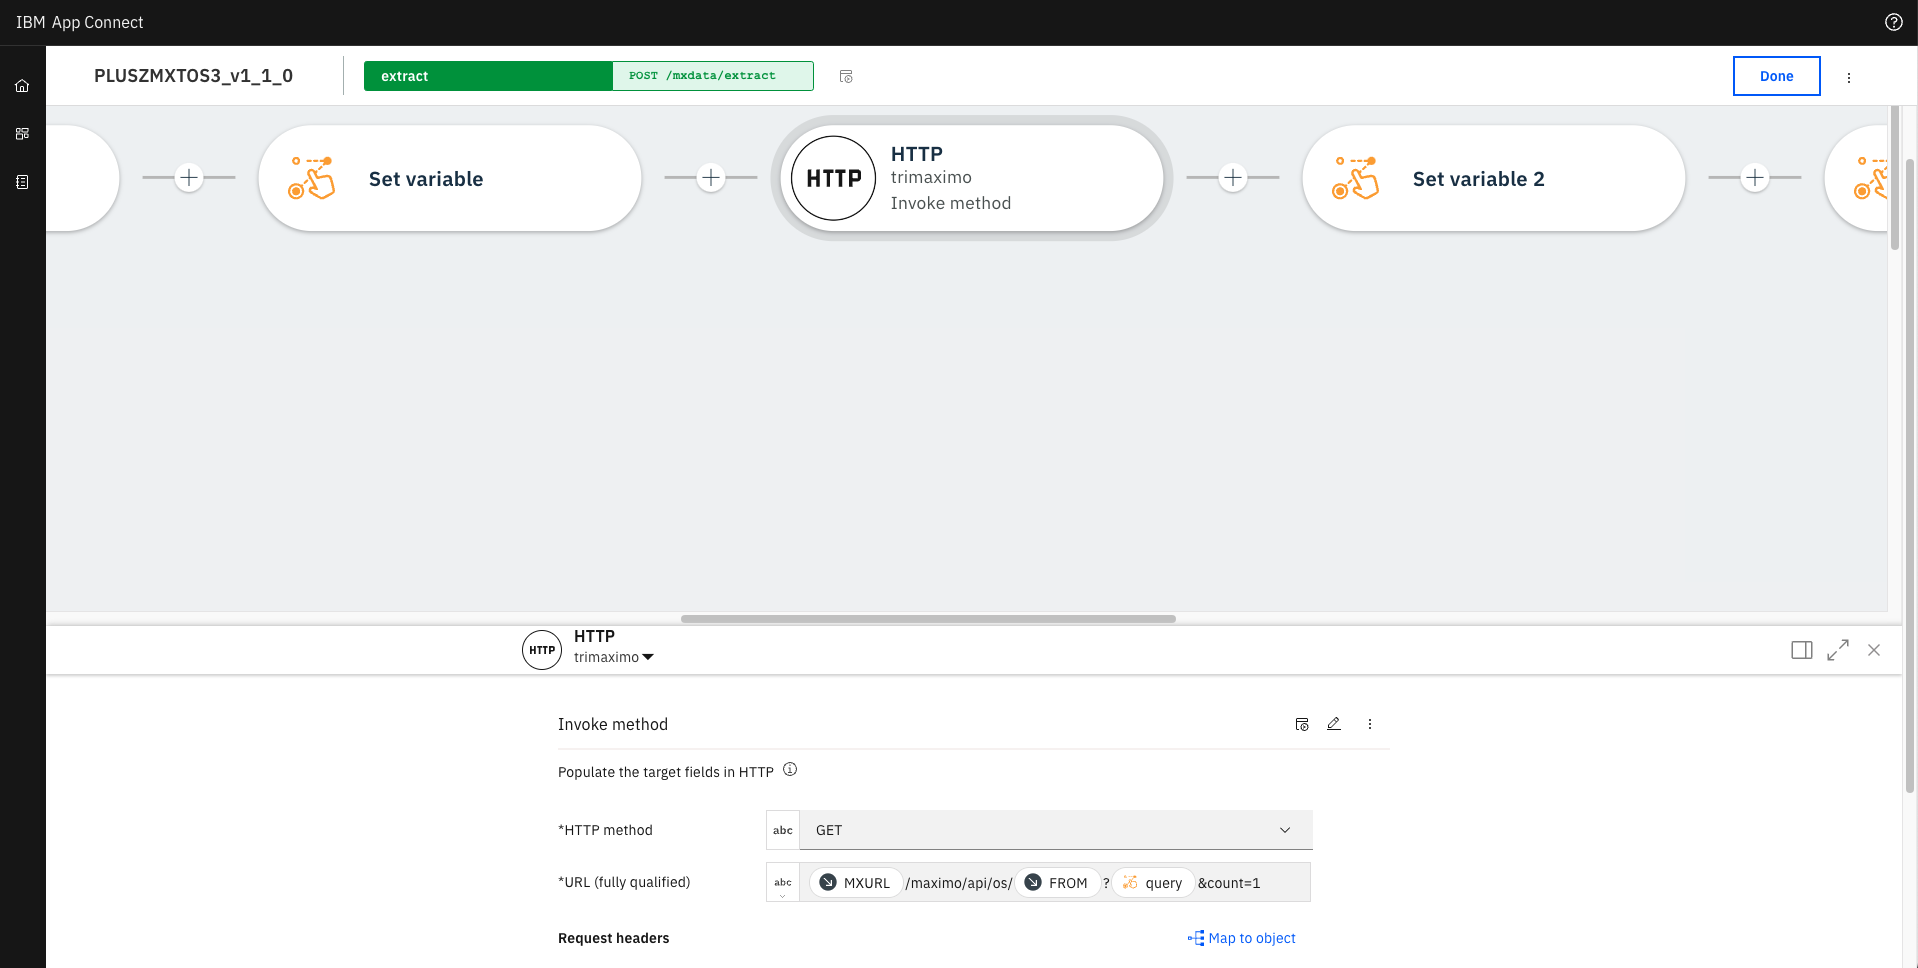 IBM App Connect
PLUSZMXTOS3_v1_1_0
extract
POST /mxdata/extract
Done
Set variable
HTTP
HTTP
trimaximo
Invoke method
Set variable 2
HTTP
HTTP
trimaximo
Invoke method
Populate the target fields in HTTP
*HTTP method
abc
GET
*URL (fully qualified)
abc
MXURL /maximo/api/os/ FROM ? query &count=1
Request headers
Map to object